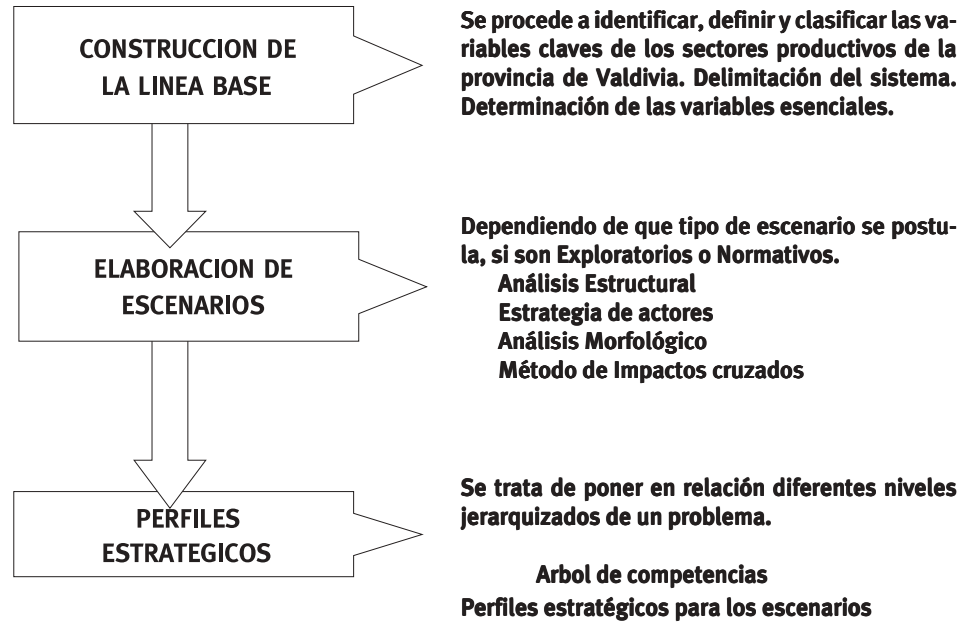 CONSTRUCCION DE
LA LINEA BASE
Se procede a identificar, definir y clasificar las va-
riables claves de los sectores productivos de la
provincia de Valdivia. Delimitación del sistema.
Determinación de las variables esenciales.
ELABORACION DE
ESCENARIOS
Dependiendo de que tipo de escenario se postu-
la, si son Exploratorios o Normativos.
Análisis Estructural
Estrategia de actores
Análisis Morfológico
Método de Impactos cruzados
PERFILES
ESTRATEGICOS
Se trata de poner en relación diferentes niveles
jerarquizados de un problema.
Arbol de competencias
Perfiles estratégicos para los escenarios